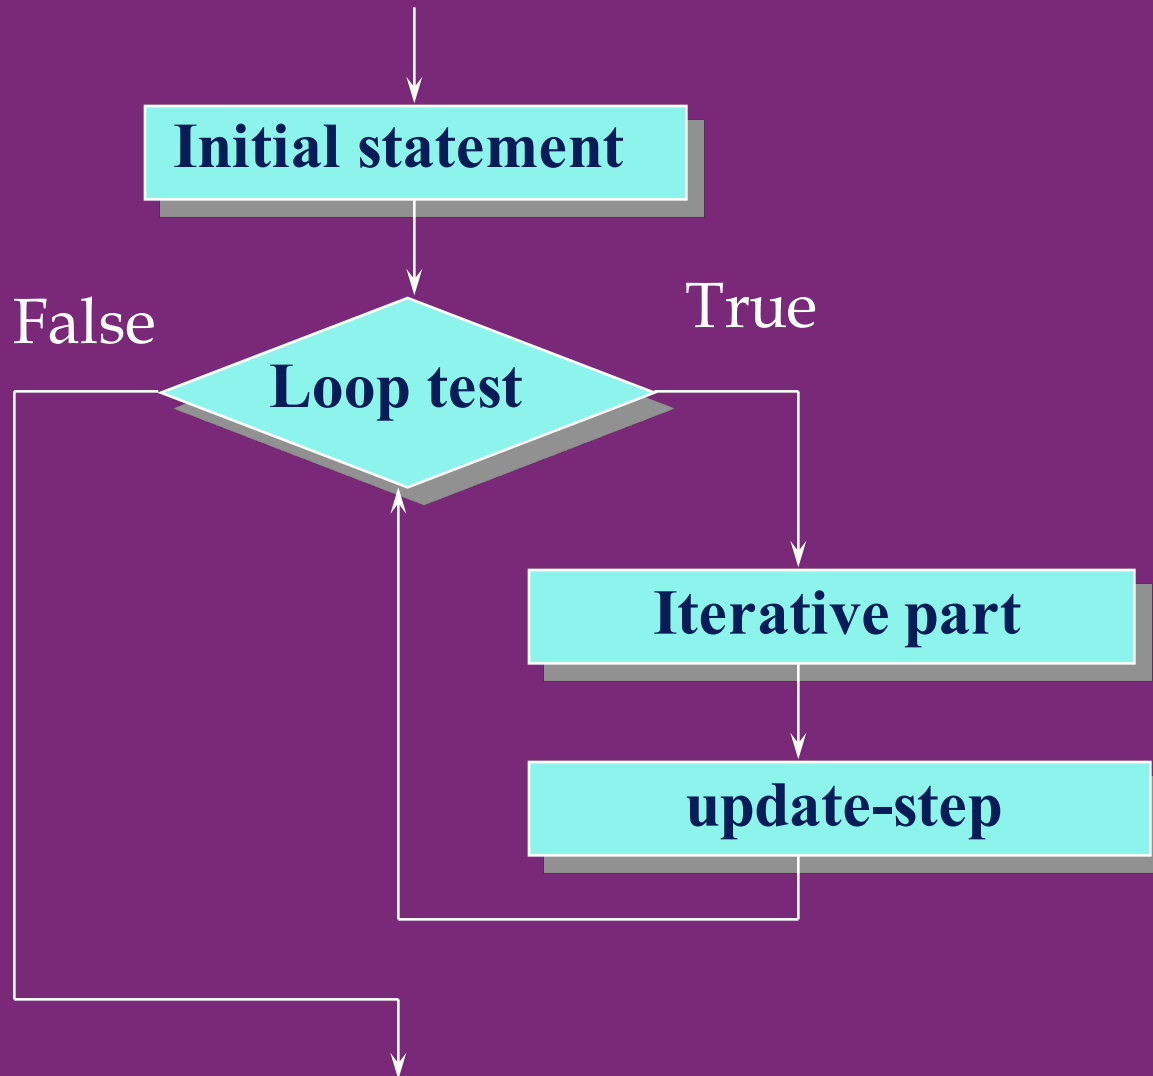 Initial statement
False
True
Loop test
Iterative part
update-step